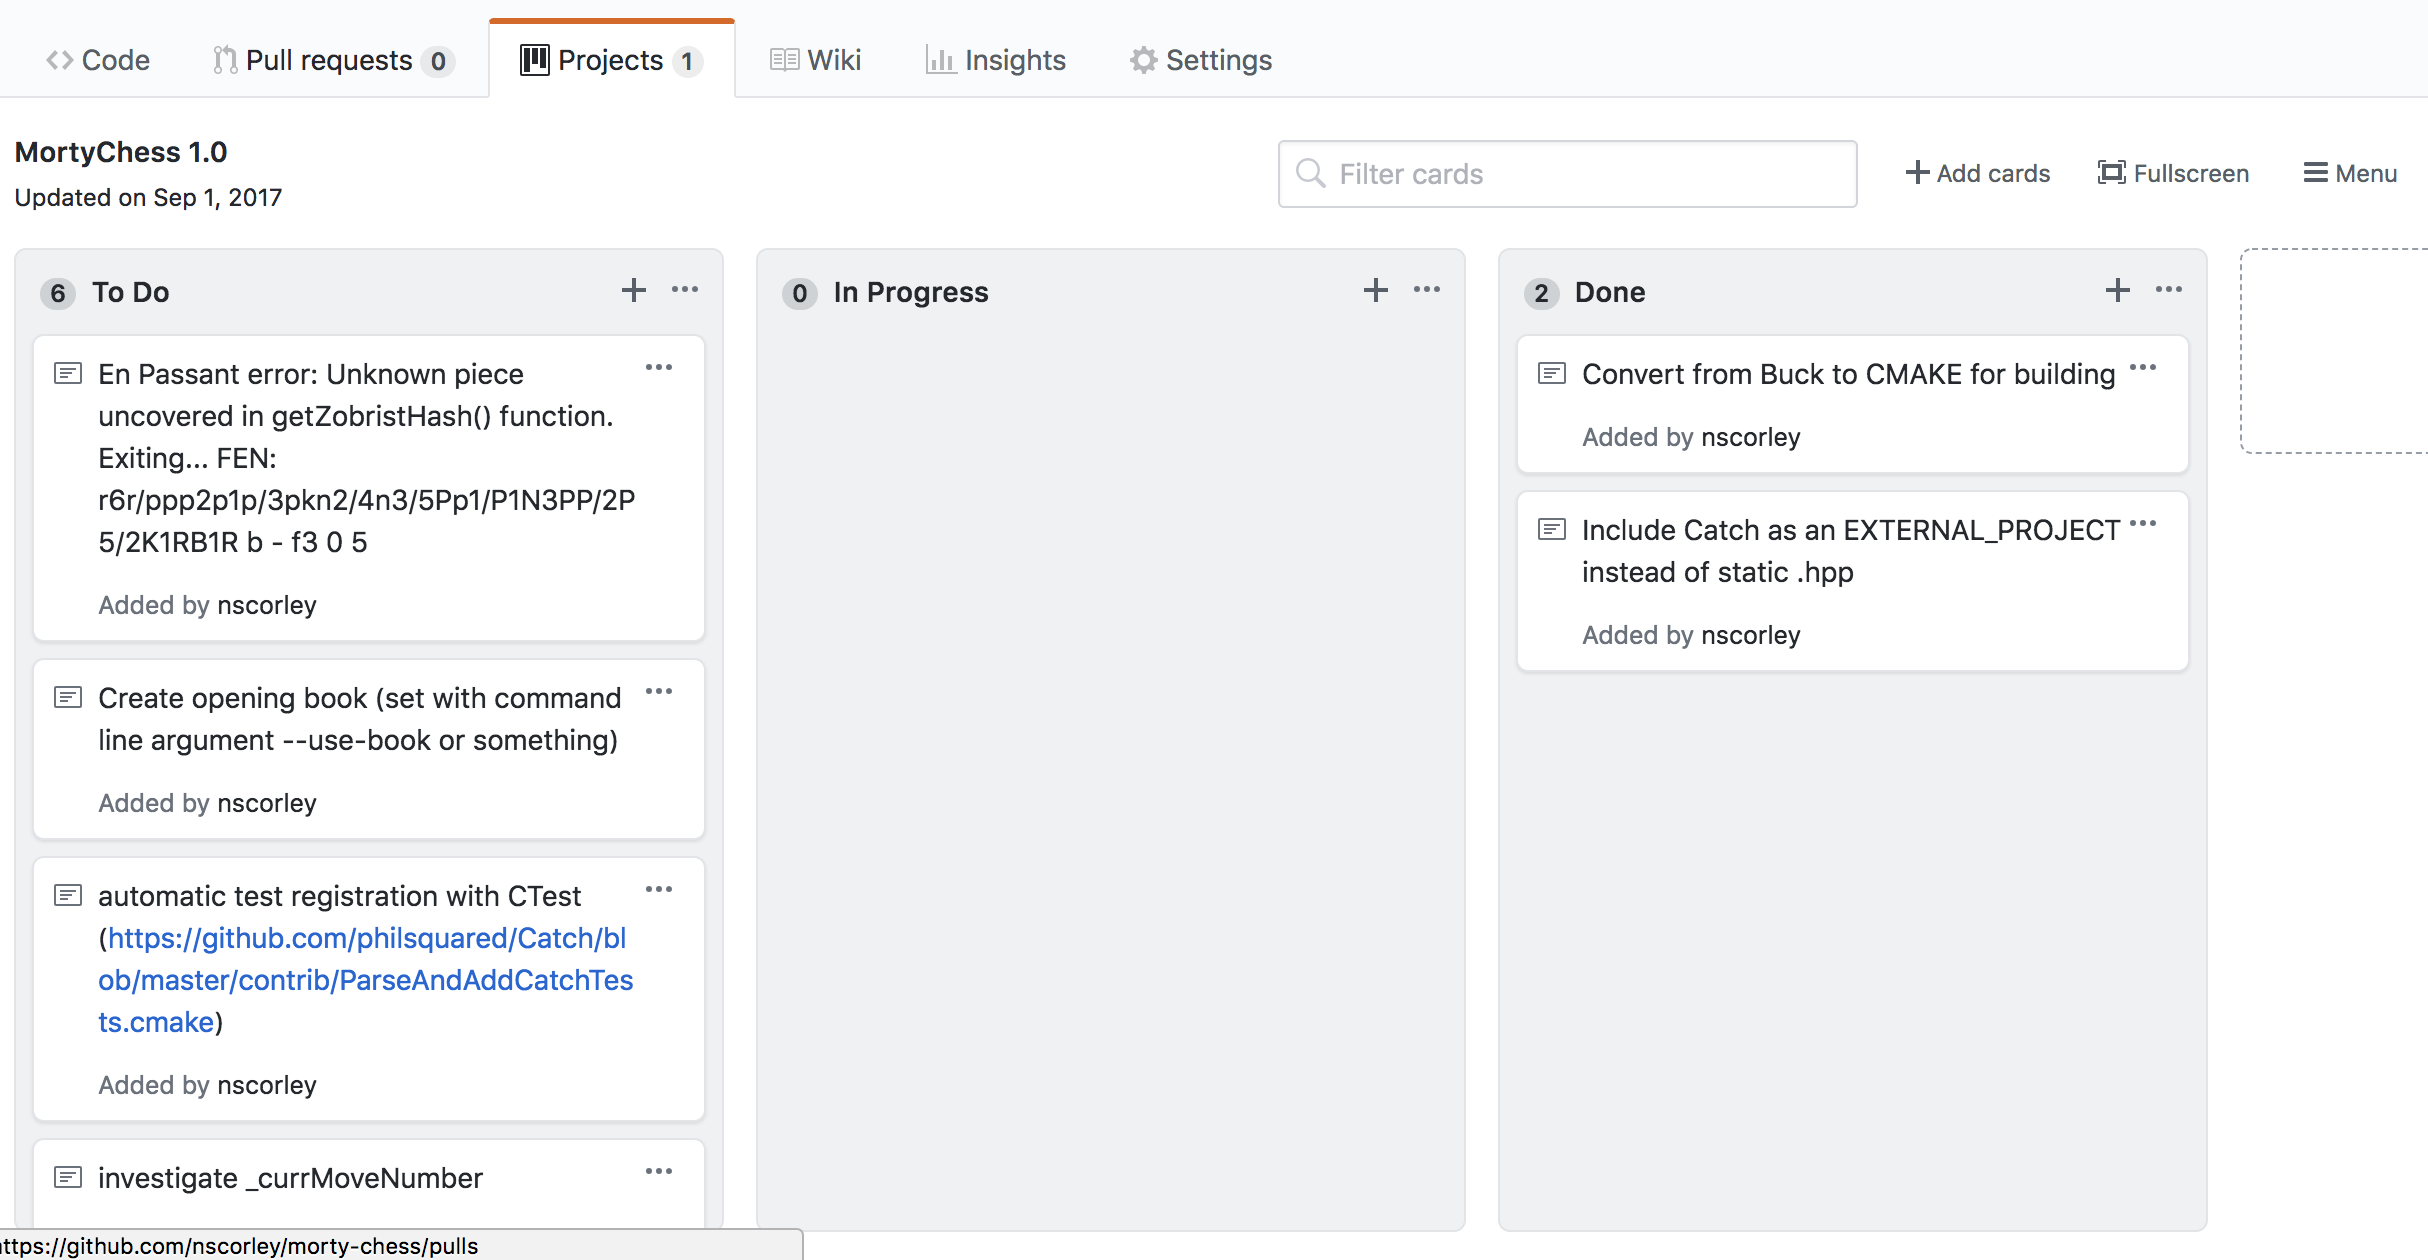 Code
Pull requests 0
Projects 1
Wiki
Insights
Settings
MortyChess 1.0
Updated on Sep 1, 2017
Filter cards
Add cards
Fullscreen
Menu
6 To Do
En Passant error: Unknown piece
uncovered in getZobristHash() function.
Exiting... FEN:
r6r/ppp2p1p/3pkn2/4n3/5Pp1/P1N3PP/2P
5/2K1RB1R b - f3 0 5
Added by nscorley
Create opening book (set with command
line argument --use-book or something)
Added by nscorley
automatic test registration with CTest
(https://github.com/philsquared/Catch/bl
ob/master/contrib/ParseAndAddCatchTes
ts.cmake)
Added by nscorley
investigate _currMoveNumber
0 In Progress
2 Done
Convert from Buck to CMAKE for building
Added by nscorley
Include Catch as an EXTERNAL_PROJECT
instead of static .hpp
Added by nscorley
ttps://github.com/nscorley/morty-chess/pulls